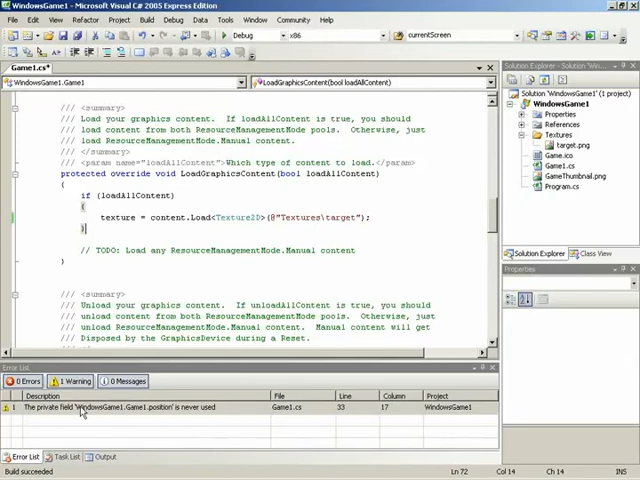 WindowsGame1 - Microsoft Visual C# 2005 Express Edition
File Edit View Refactor Project Build Debug Data Tools Window Community Help
Debug x86 currentScreen
Game1.cs*
Solution Explorer - Solution 'WindowsG...
WindowsGame1.Game1 LoadGraphicsContent(bool loadAllContent)
Solution 'WindowsGame1' (1 project)
WindowsGame1
Properties
References
Textures
target.png
Game.ico
Game1.cs
GameThumbnail.png
Program.cs
/// <summary>
/// Load your graphics content.  If loadAllContent is true, you should
/// load content from both ResourceManagementMode pools.  Otherwise, just
/// load ResourceManagementMode.Manual content.
/// </summary>
/// <param name="loadAllContent">Which type of content to load.</param>
protected override void LoadGraphicsContent(bool loadAllContent)
{
if (loadAllContent)
{
texture = content.Load<Texture2D>(@"Textures\target");
}
// TODO: Load any ResourceManagementMode.Manual content
}
/// <summary>
/// Unload your graphics content.  If unloadAllContent is true, you should
/// unload content from both ResourceManagementMode pools.  Otherwise, just
/// unload ResourceManagementMode.Manual content.  Manual content will get
/// Disposed by the GraphicsDevice during a Reset.
Solution Explorer Class View
Properties
Error List
0 Errors 1 Warning 0 Messages
Description File Line Column Project
1 The private field 'WindowsGame1.Game1.position' is never used Game1.cs 33 17 WindowsGame1
Error List Task List Output
Build succeeded Ln 72 Col 14 Ch 14 INS